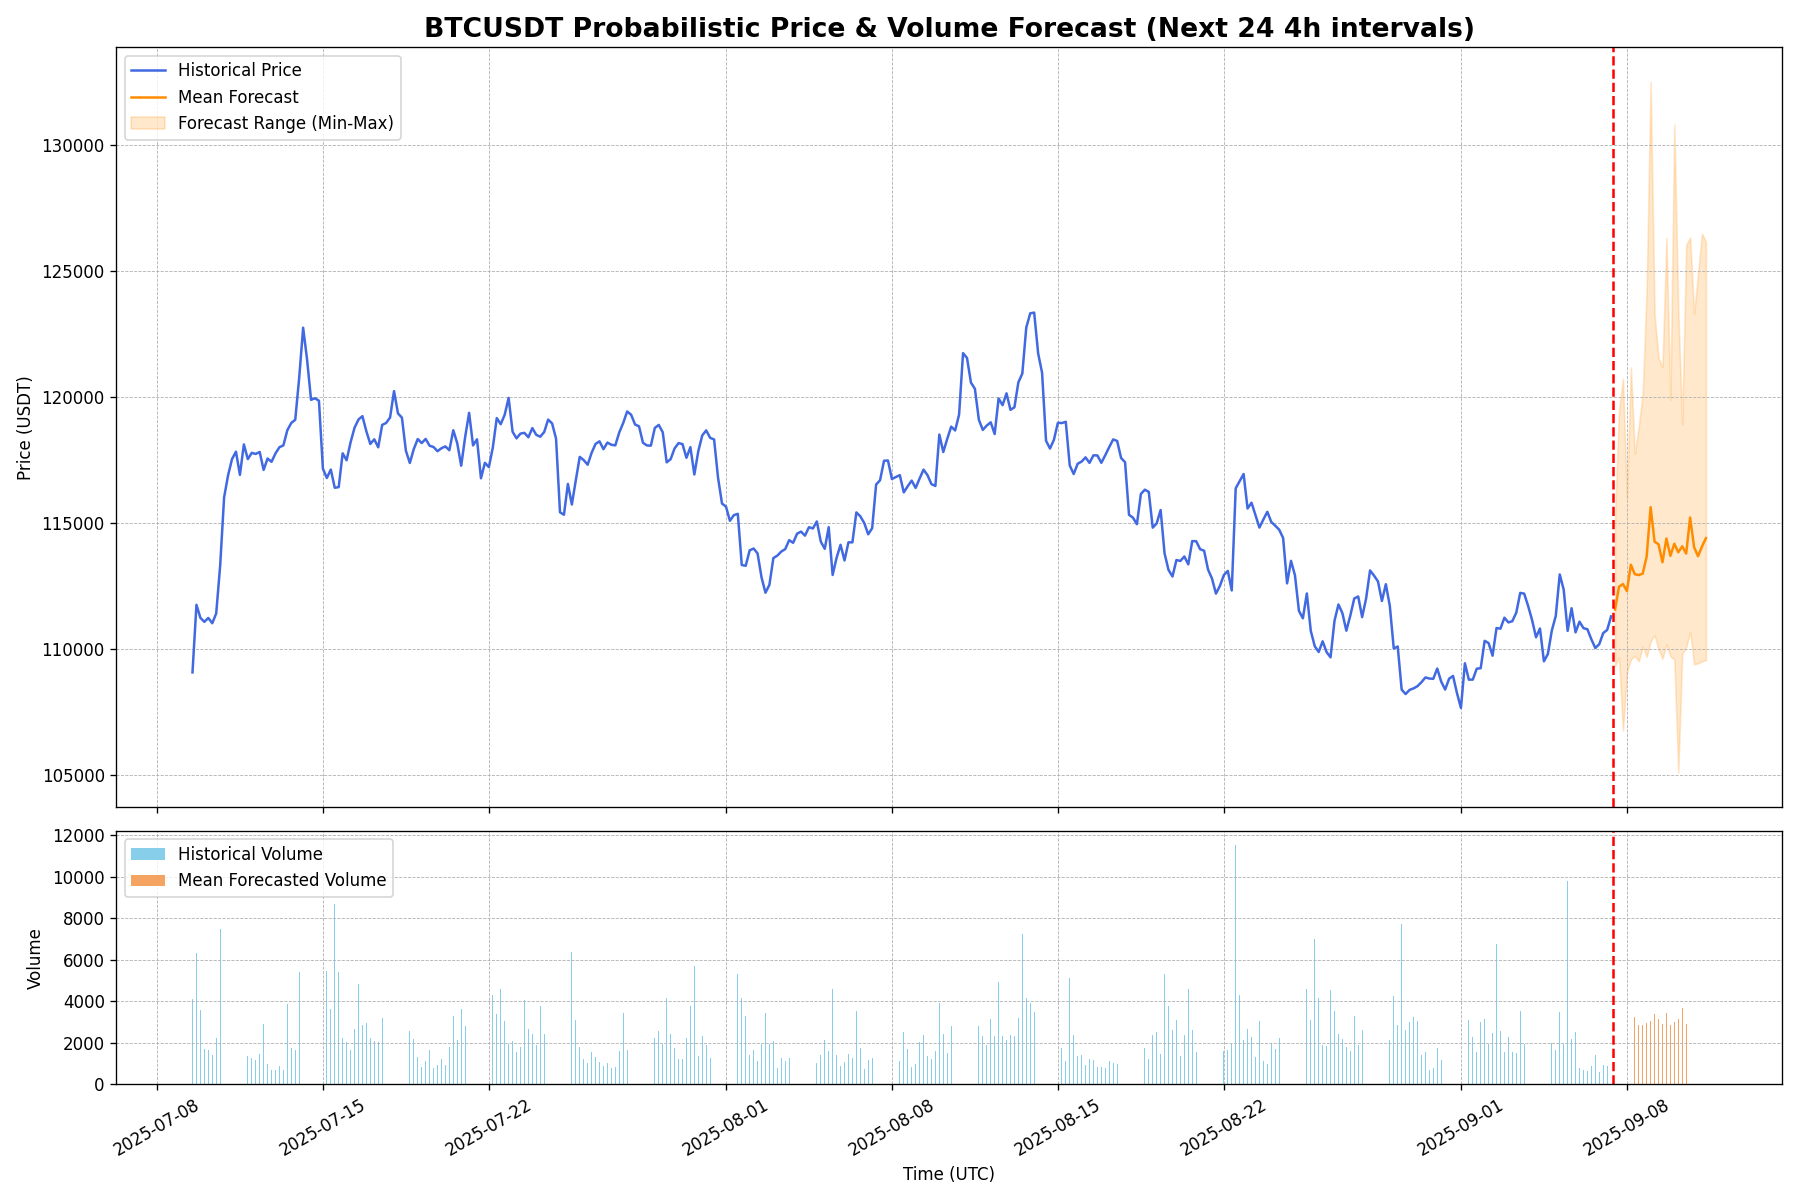 BTCUSDT Probabilistic Price & Volume Forecast (Next 24 4h intervals)
Historical Price
Mean Forecast
Forecast Range (Min-Max)
Price (USDT)
130000
125000
120000
115000
110000
105000
Historical Volume
Mean Forecasted Volume
Volume
12000
10000
8000
6000
4000
2000
0
2025-07-08
2025-07-15
2025-07-22
2025-08-01
2025-08-08
2025-08-15
2025-08-22
2025-09-01
2025-09-08
Time (UTC)